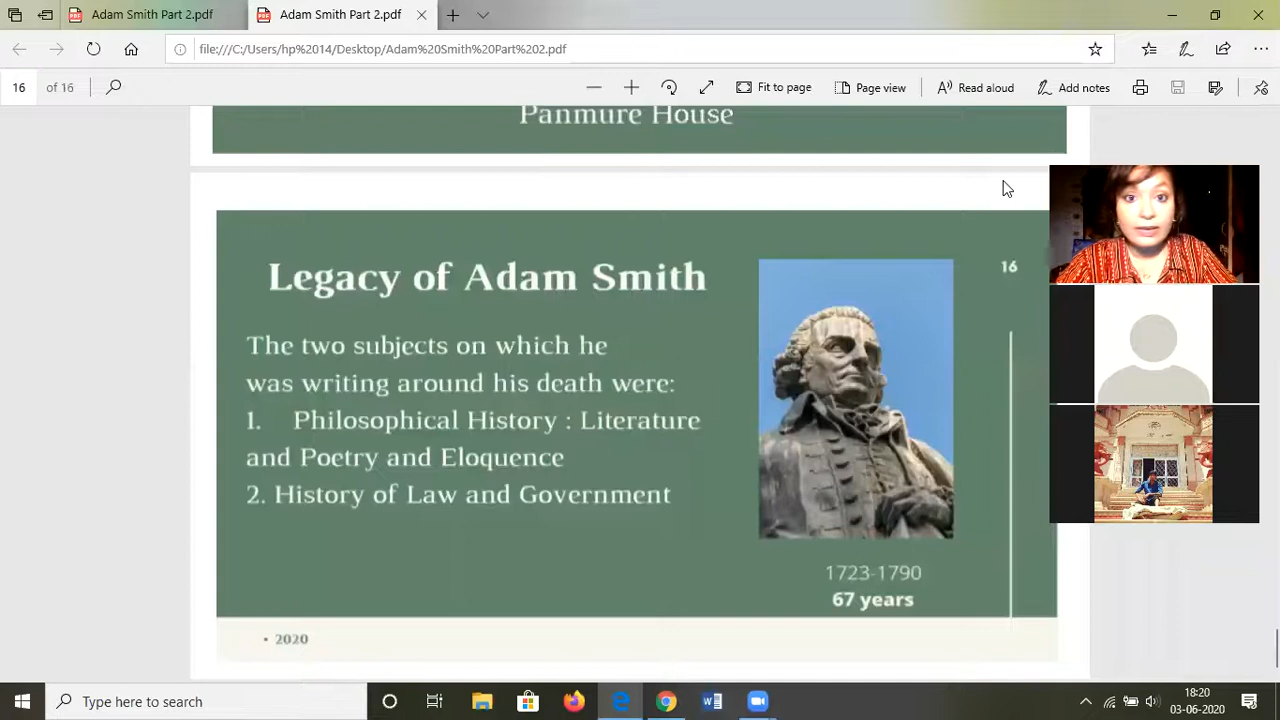 Adam Smith Part 2.pdf
Adam Smith Part 2.pdf
file:///C:/Users/hp%2014/Desktop/Adam%20Smith%20Part%202.pdf
16 of 16
Fit to page
Page view
Read aloud
Add notes
Panmure House
16
Legacy of Adam Smith
The two subjects on which he
was writing around his death were:
1. Philosophical History : Literature
and Poetry and Eloquence
2. History of Law and Government
1723-1790
67 years
• 2020
Type here to search
18:20
03-06-2020